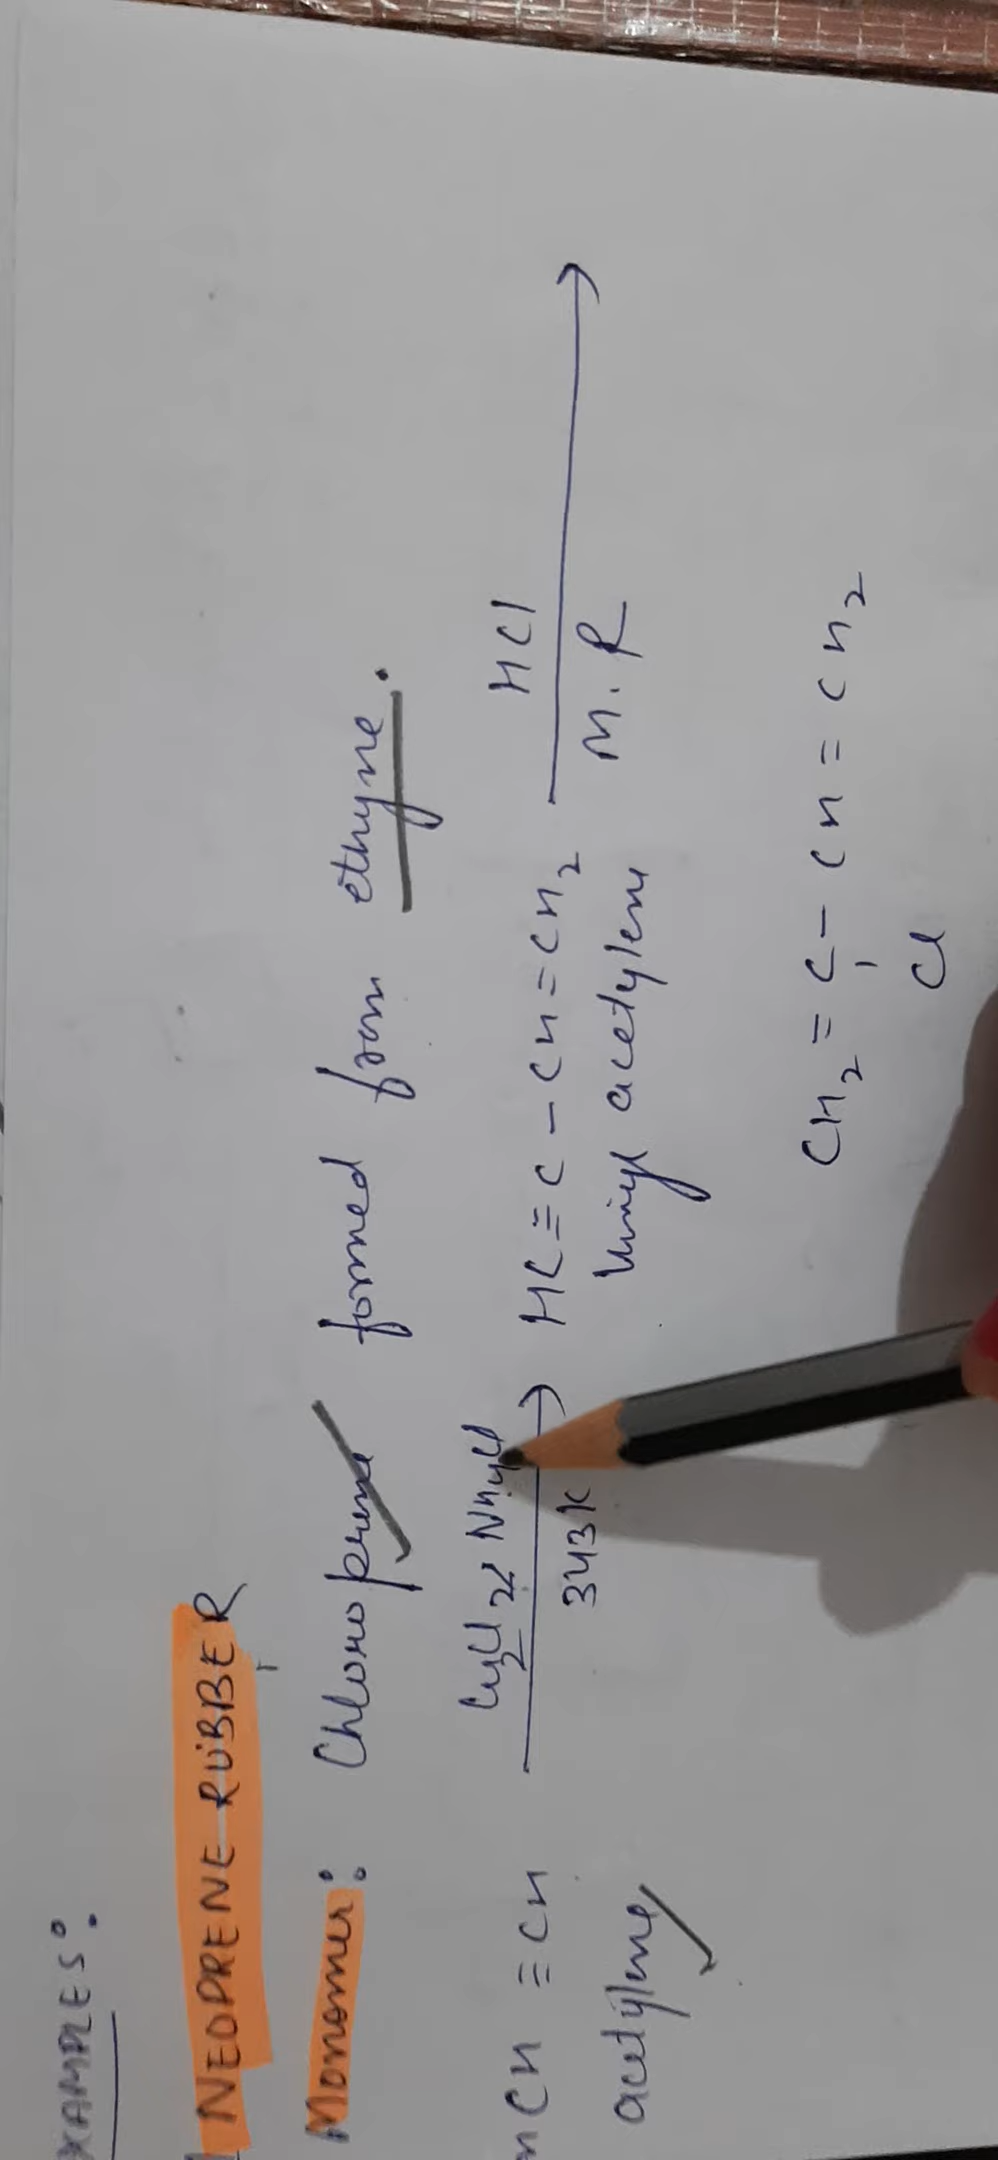 XAMPLES:
NEOPRENE RUBBER
Monomer: Chloroprene formed from ethyne.
nCH ≡ CH Cu2Cl2 NH4Cl 343K → HC ≡ C - CH = CH2 HCl M.R →
acetylene Vinyl acetylene
CH2 = C - CH = CH2
Cl